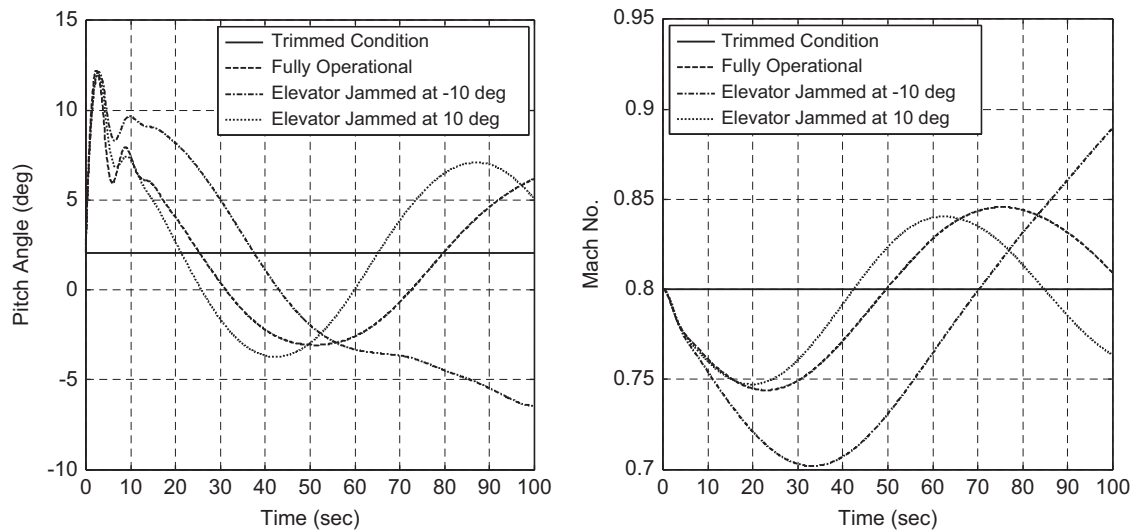 15
10
5
0
-5
-10
Pitch Angle (deg)
Trimmed Condition
Fully Operational
Elevator Jammed at -10 deg
Elevator Jammed at 10 deg
0 10 20 30 40 50 60 70 80 90 100
Time (sec)
0.95
0.9
0.85
0.8
0.75
0.7
Mach No.
Trimmed Condition
Fully Operational
Elevator Jammed at -10 deg
Elevator Jammed at 10 deg
0 10 20 30 40 50 60 70 80 90 100
Time (sec)